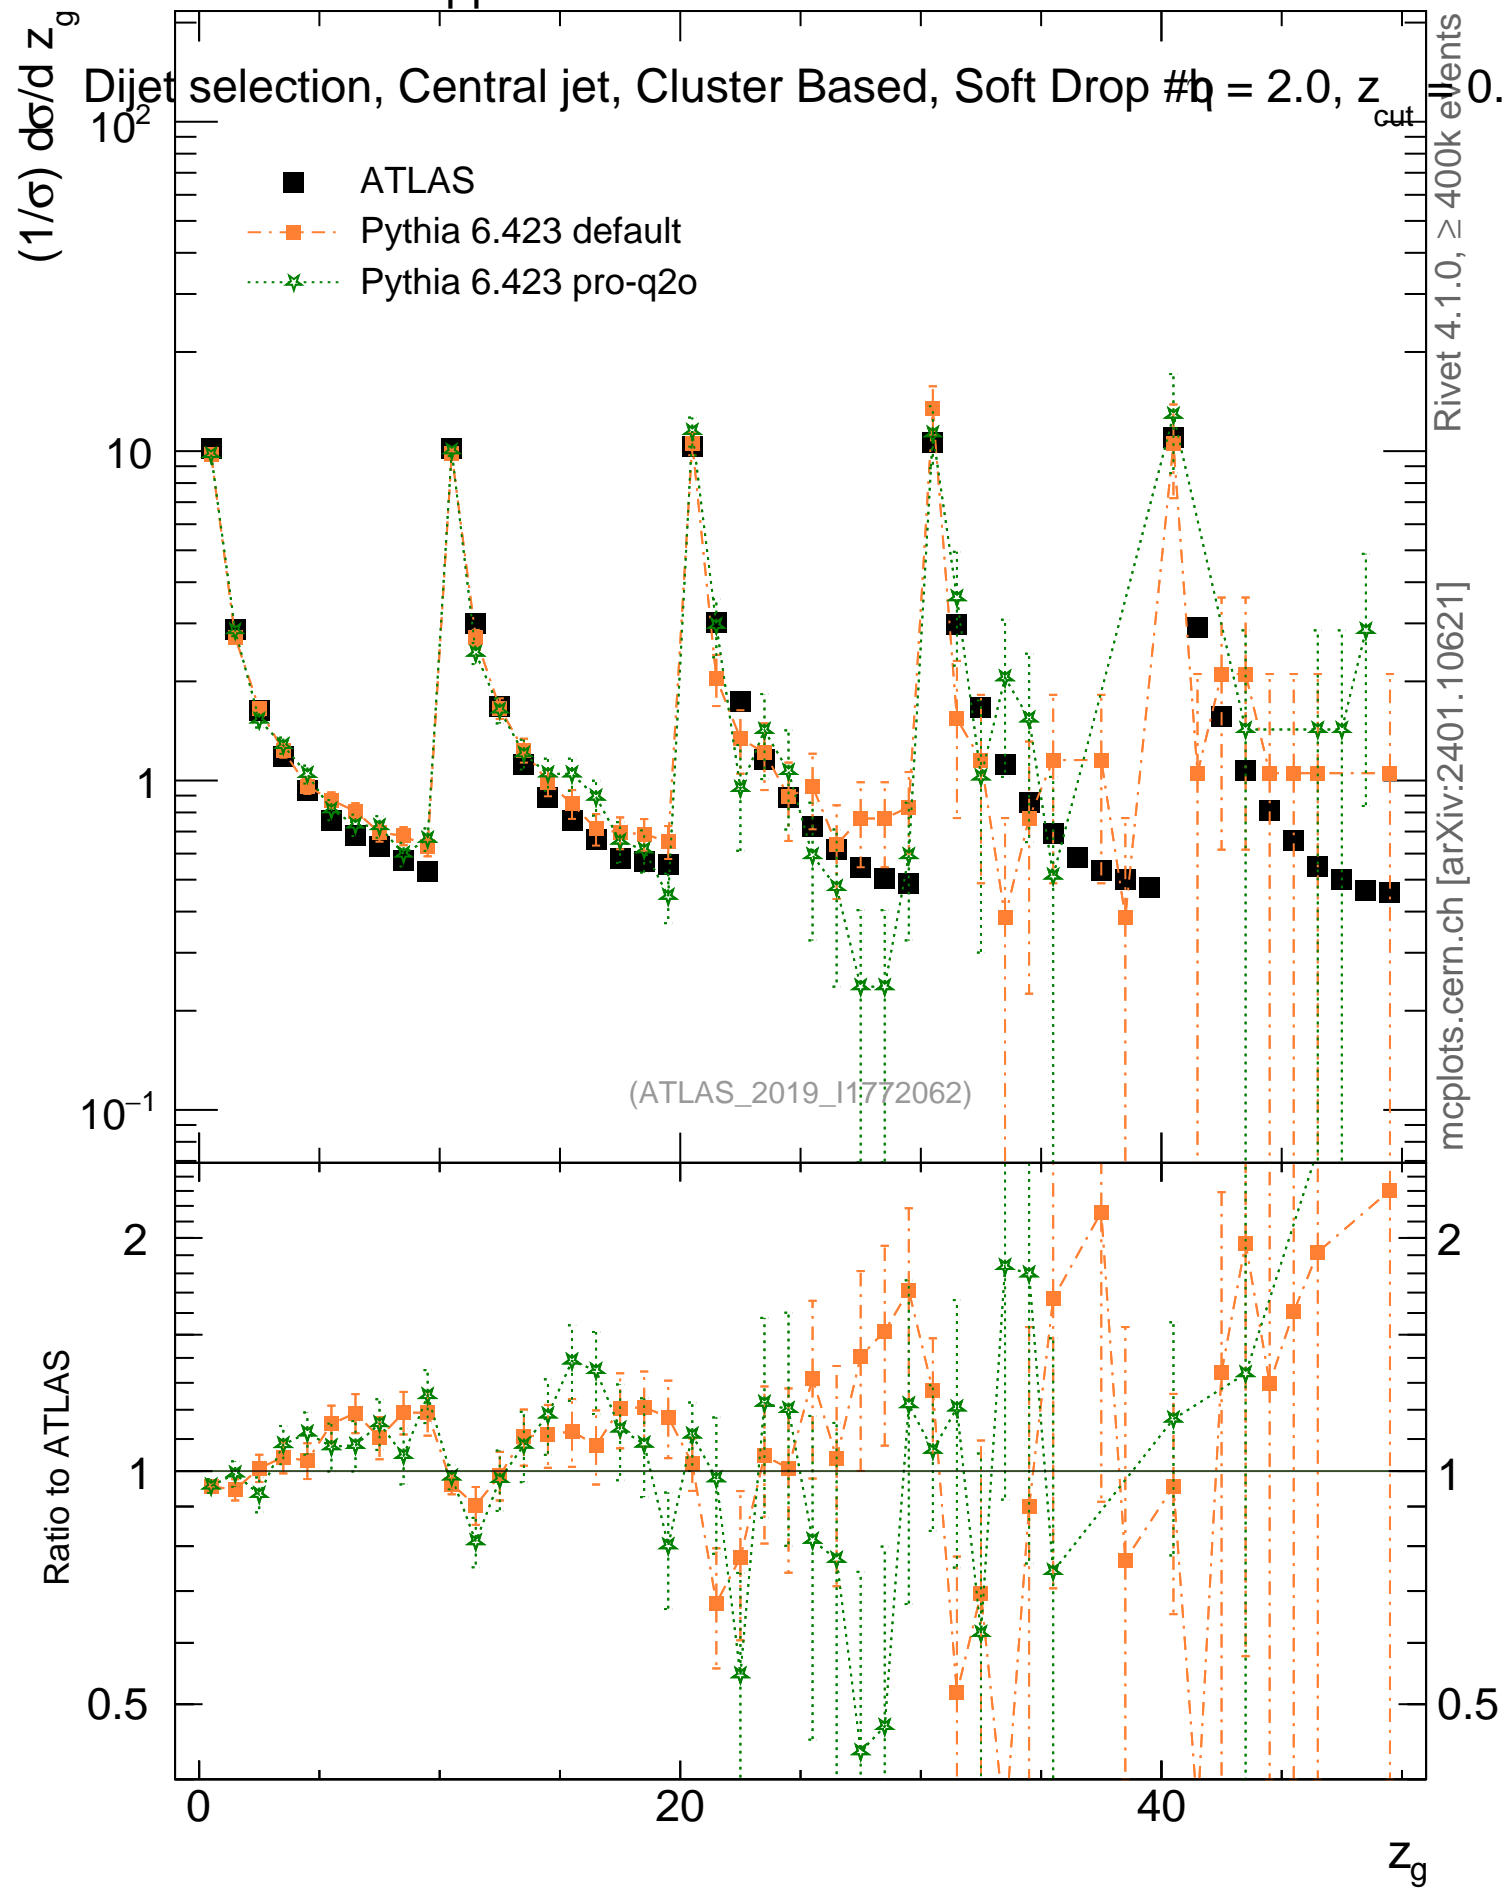 (1/σ) dσ/d z_g
Dijet selection, Central jet, Cluster Based, Soft Drop #b = 2.0, z_cut = 0.
ATLAS
Pythia 6.423 default
Pythia 6.423 pro-q2o
10²
10
1
10⁻¹
(ATLAS_2019_I1772062)
Rivet 4.1.0, ≥ 400k events
mcplots.cern.ch [arXiv:2401.10621]
Ratio to ATLAS
2
1
0.5
2
1
0.5
0
20
40
z_g